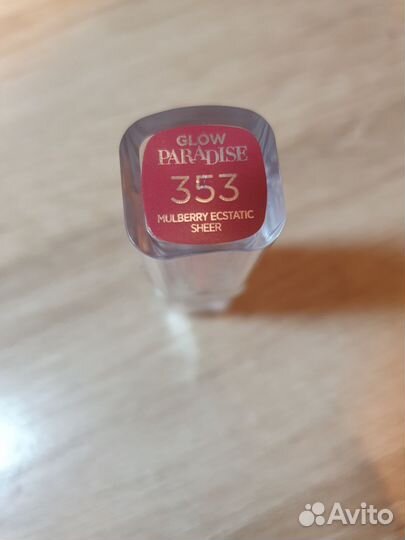 GLOW
PARADISE
353
MULBERRY ECSTATIC
SHEER
Avito